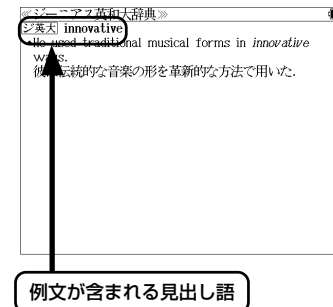 ≪ジーニアス英和大辞典≫
ジ英大 innovative
He used traditional musical forms in innovative
ways.
彼は伝統的な音楽の形を革新的な方法で用いた.
例文が含まれる見出し語